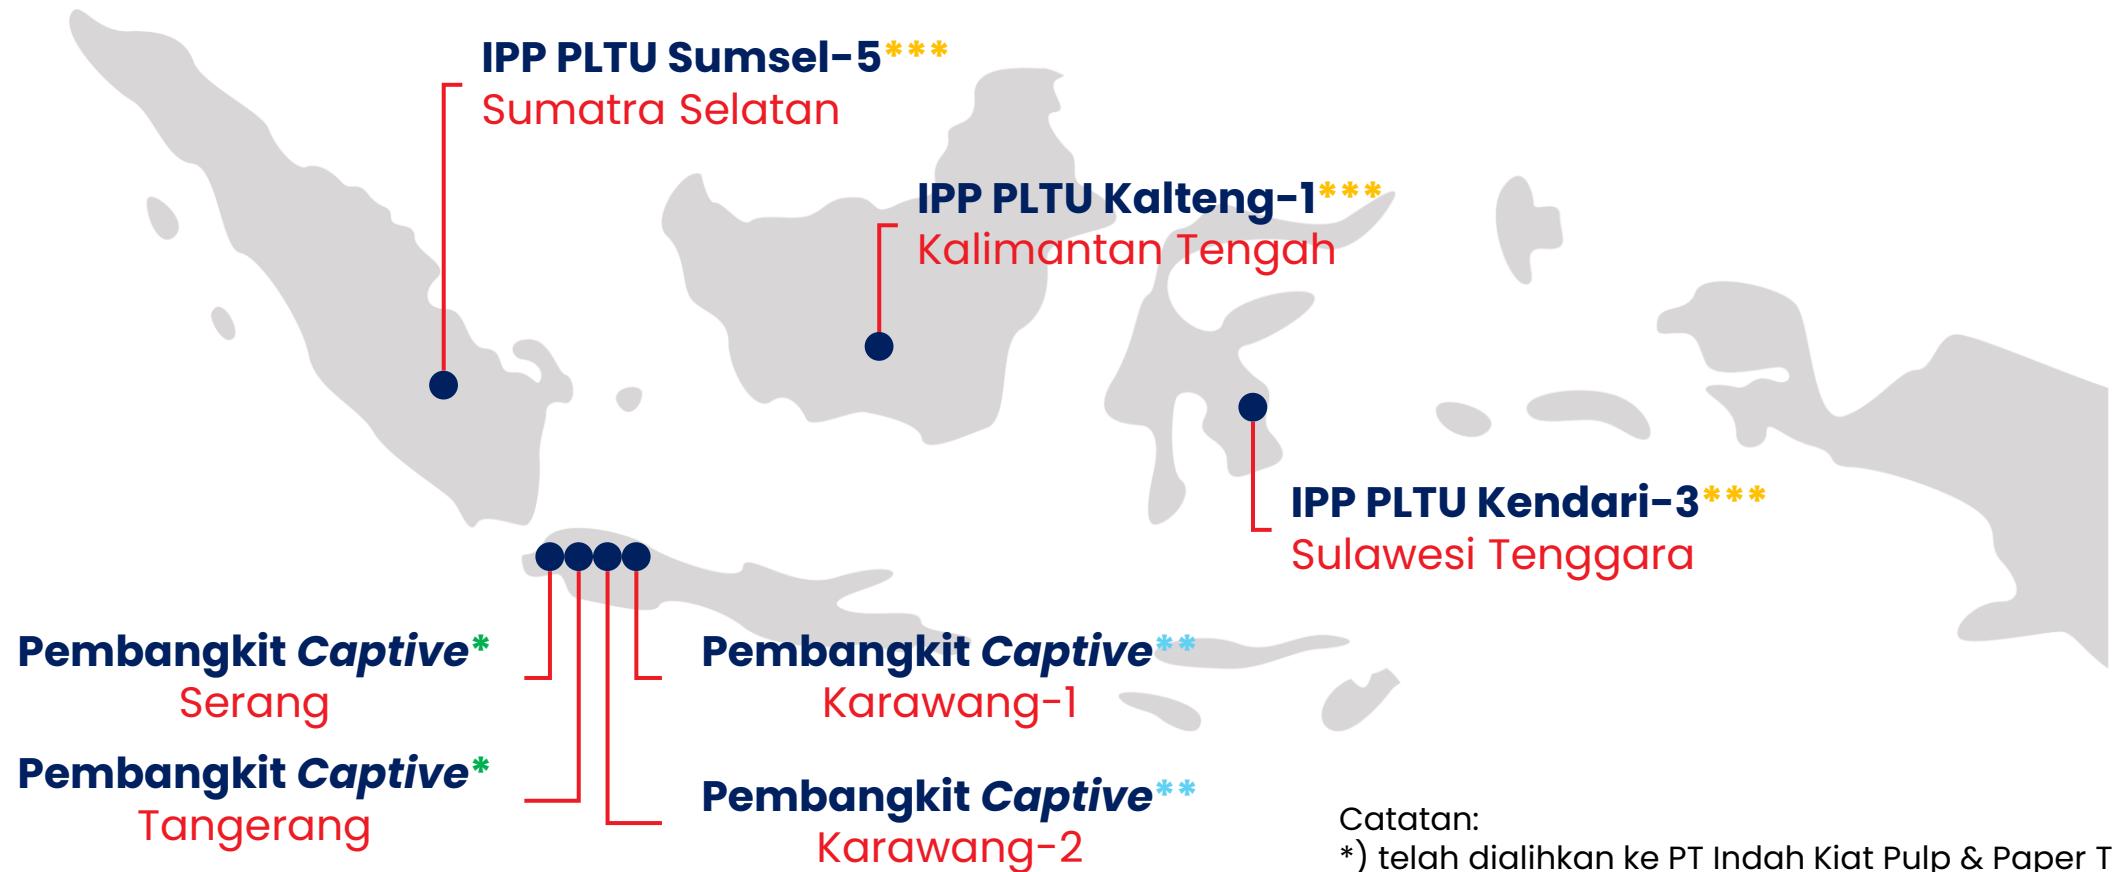 IPP PLTU Sumsel-5***
Sumatra Selatan
IPP PLTU Kalteng-1***
Kalimantan Tengah
IPP PLTU Kendari-3***
Sulawesi Tenggara
Pembangkit Captive*
Serang
Pembangkit Captive**
Karawang-1
Pembangkit Captive*
Tangerang
Pembangkit Captive**
Karawang-2
Catatan:
*) telah dialihkan ke PT Indah Kiat Pulp & Paper T